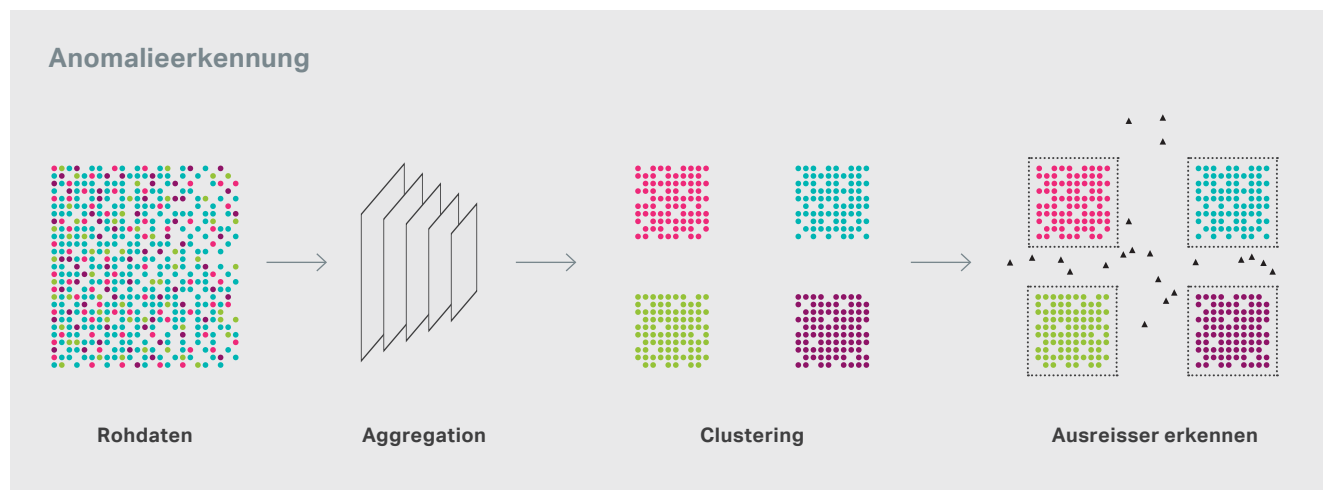 Anomalieerkennung
Rohdaten
Aggregation
Clustering
Ausreisser erkennen